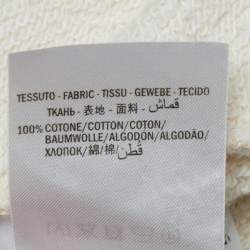 TESSUTO - FABRIC - TISSU - GEWEBE - TECIDO
ТКАНЬ - 表地 - 面料 - قماش
100% COTONE/COTTON/COTON/
BAUMWOLLE/ALGODON/ALGODÃO/
ХЛОПОК/綿/棉/قطن